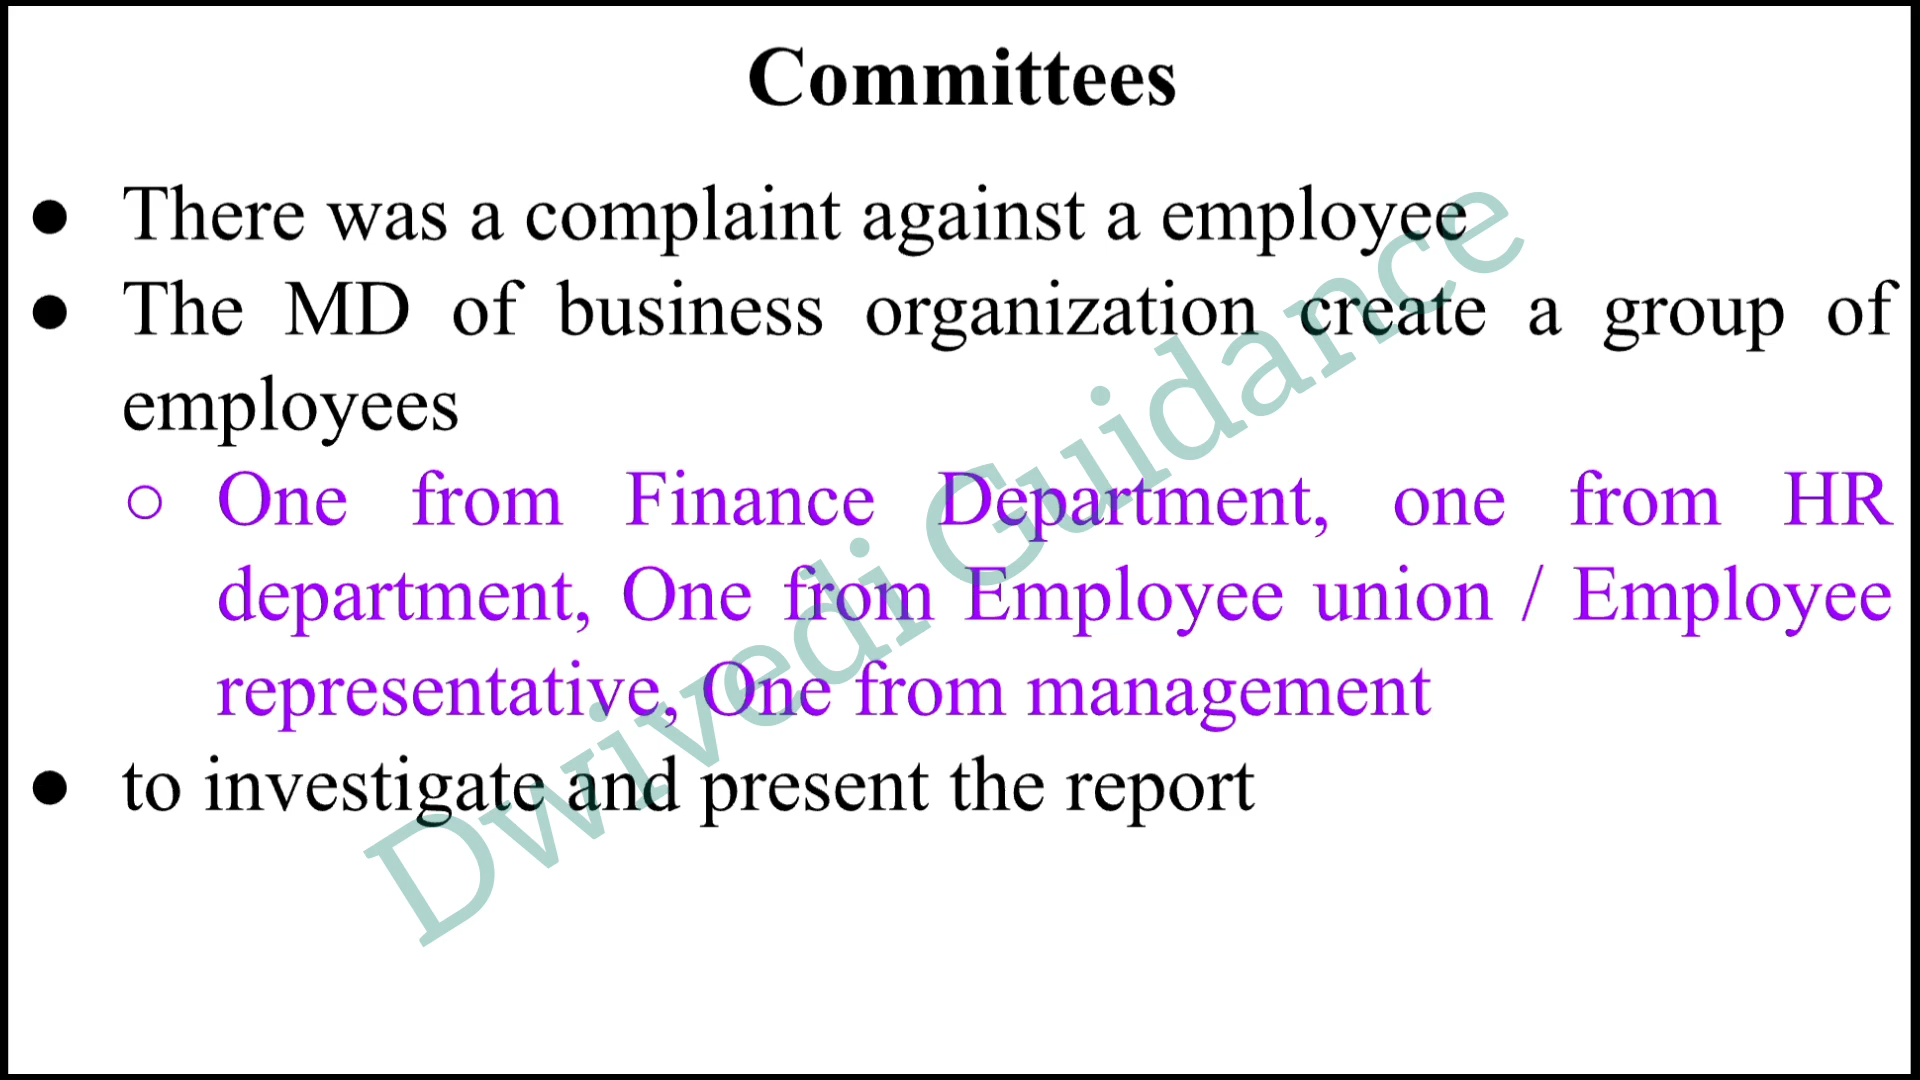 Committees
● There was a complaint against a employee
● The MD of business organization create a group of
employees
○ One from Finance Department, one from HR
department, One from Employee union / Employee
representative, One from management
● to investigate and present the report
Dwivedi Guidance